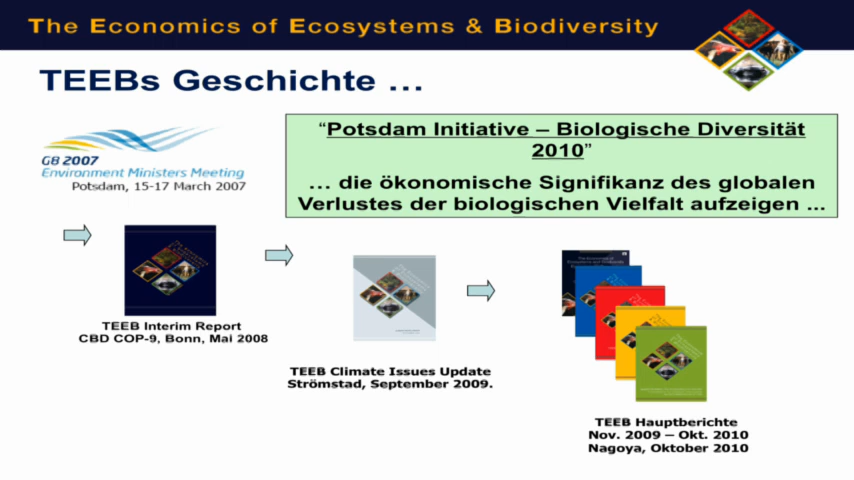 The Economics of Ecosystems & Biodiversity
TEEBs Geschichte ...
G8 2007
Environment Ministers Meeting
Potsdam, 15-17 March 2007
“Potsdam Initiative – Biologische Diversität
2010”
... die ökonomische Signifikanz des globalen
Verlustes der biologischen Vielfalt aufzeigen ...
TEEB Interim Report
CBD COP-9, Bonn, Mai 2008
TEEB Climate Issues Update
Strömstad, September 2009.
TEEB Hauptberichte
Nov. 2009 – Okt. 2010
Nagoya, Oktober 2010